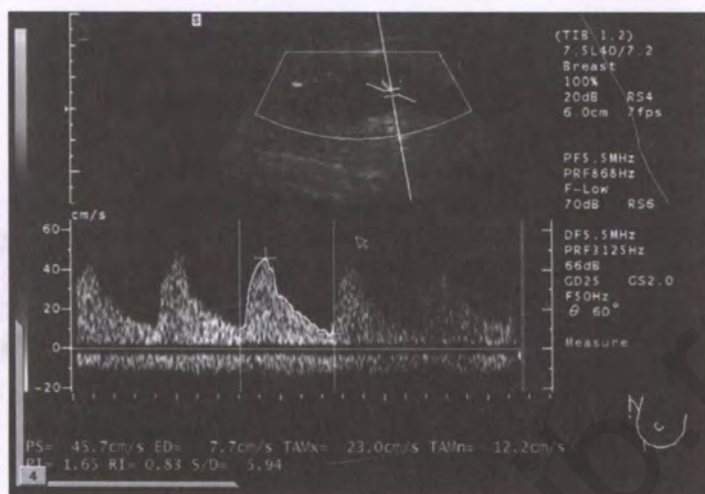 S
(TIB 1.2)
7.5L40/7.2
Breast
100%
20dB RS4
6.0cm 7fps
PF5.5MHz
PRF868Hz
F-Low
70dB RS6
DF5.5MHz
PRF3125Hz
66dB
GD25 GS2.0
F50Hz
θ 60°
Measure
cm/s
60
40
20
0
-20
PS= 45.7cm/s ED= 7.7cm/s TAMx= 23.0cm/s TAMn= 12.2cm/s
PI= 1.65 RI= 0.83 S/D= 5.94
4